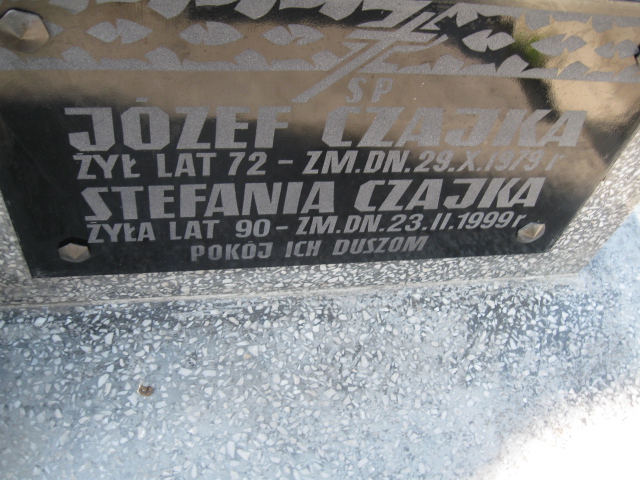 ŚP
JÓZEF CZAJKA
ŻYŁ LAT 72 - ZM.DN. 29.X.1979 r
STEFANIA CZAJKA
ŻYŁA LAT 90 - ZM.DN. 23.II.1999 r
POKÓJ ICH DUSZOM